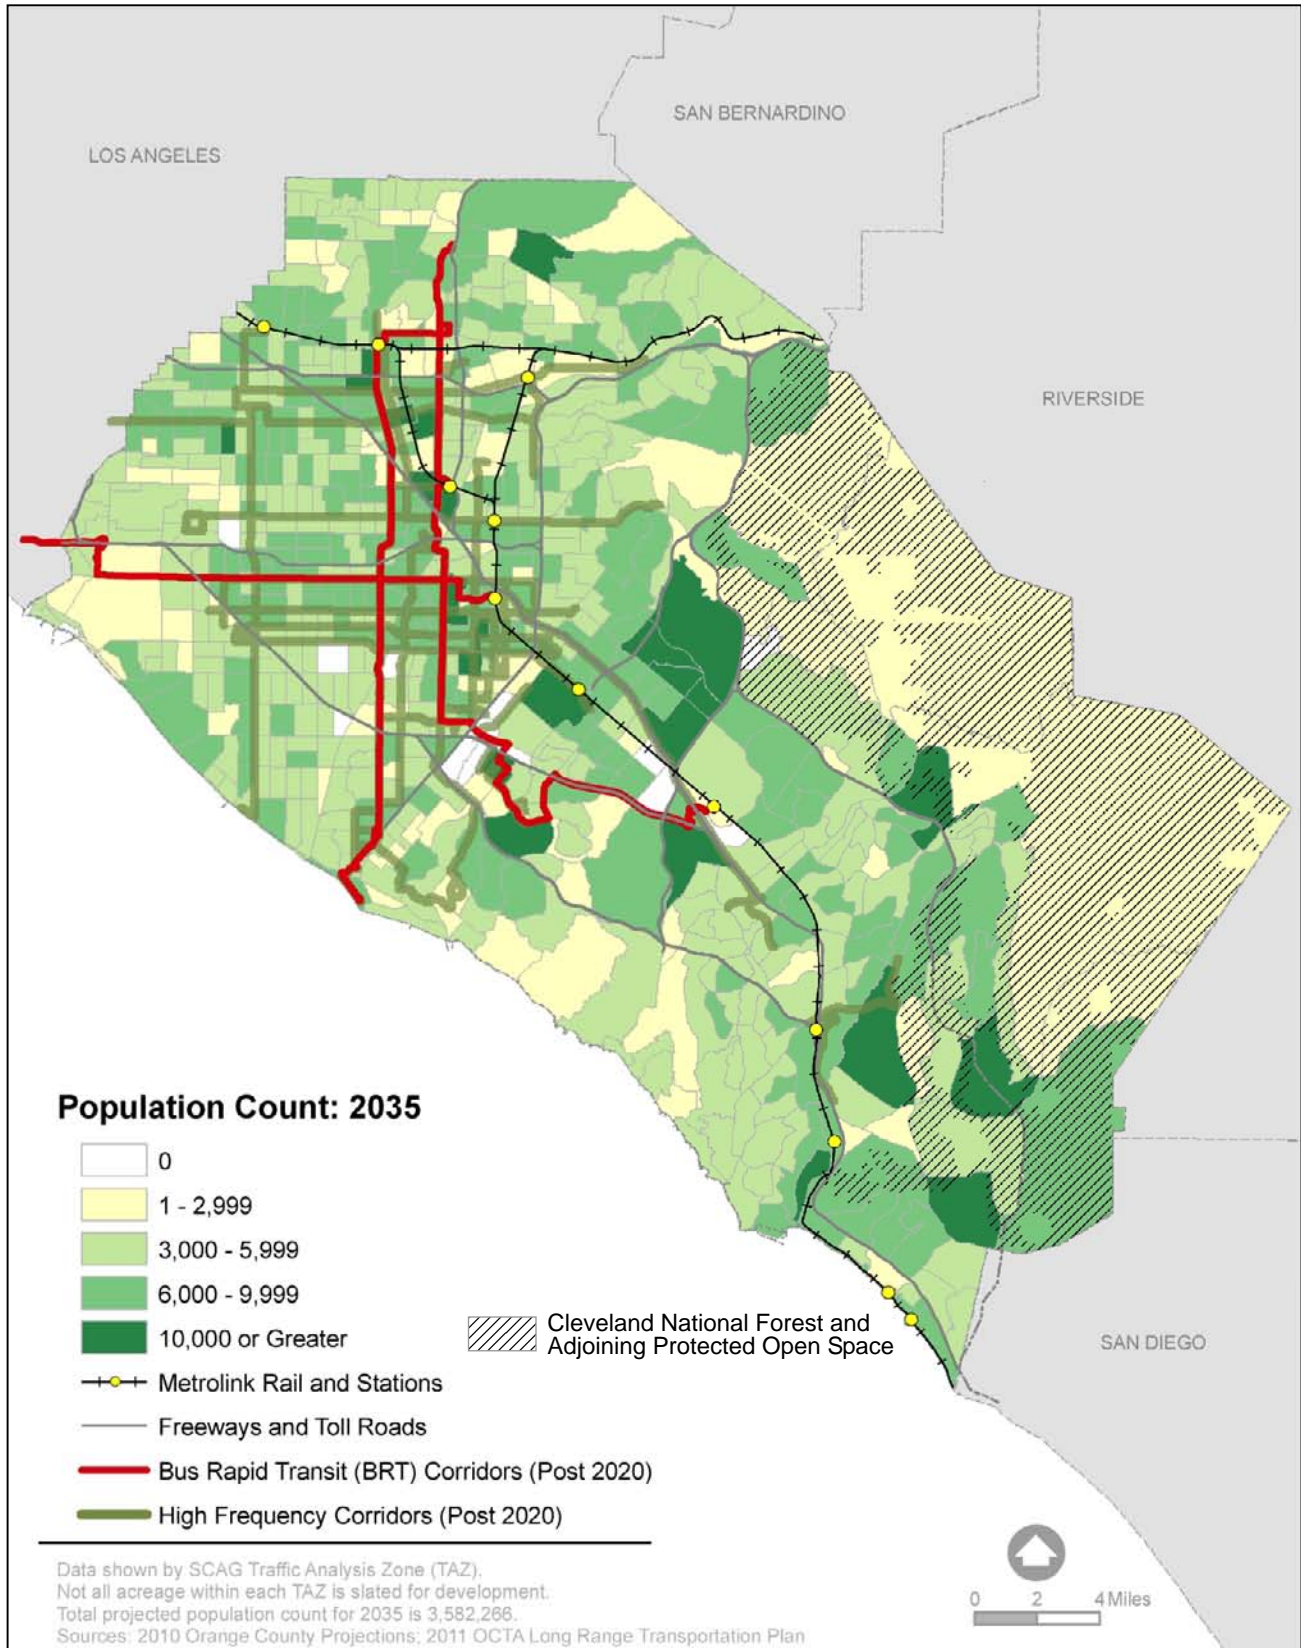 SAN BERNARDINO
LOS ANGELES
RIVERSIDE
Population Count: 2035
0
1 - 2,999
3,000 - 5,999
6,000 - 9,999
10,000 or Greater
Cleveland National Forest and
Adjoining Protected Open Space
SAN DIEGO
Metrolink Rail and Stations
Freeways and Toll Roads
Bus Rapid Transit (BRT) Corridors (Post 2020)
High Frequency Corridors (Post 2020)
Data shown by SCAG Traffic Analysis Zone (TAZ).
Not all acreage within each TAZ is slated for development.
Total projected population count for 2035 is 3,582,266.
Sources: 2010 Orange County Projections; 2011 OCTA Long Range Transportation Plan
0 2 4 Miles